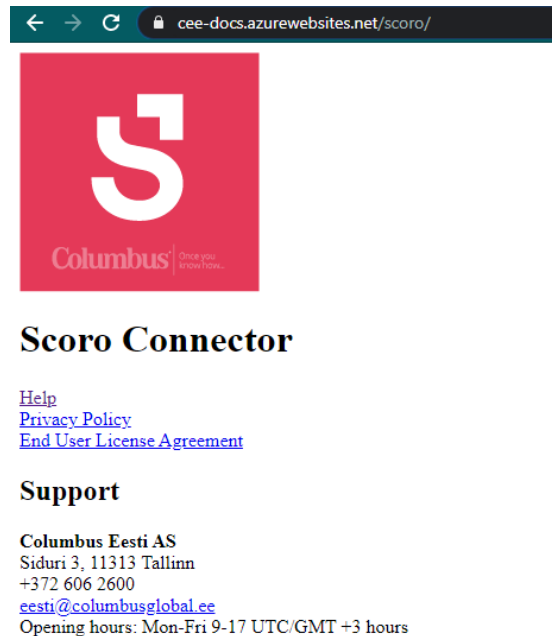 cee-docs.azurewebsites.net/scoro/
Columbus Once you
know how...
Scoro Connector
Help
Privacy Policy
End User License Agreement
Support
Columbus Eesti AS
Siduri 3, 11313 Tallinn
+372 606 2600
eesti@columbusglobal.ee
Opening hours: Mon-Fri 9-17 UTC/GMT +3 hours